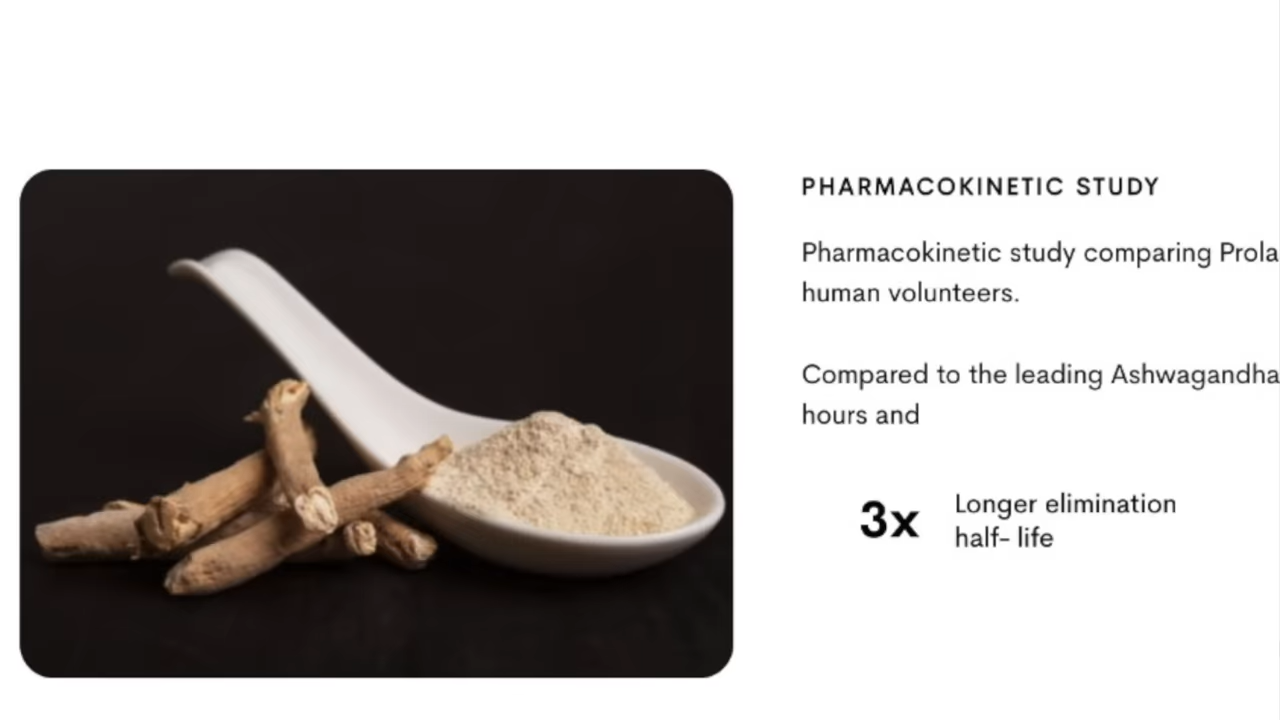 PHARMACOKINETIC STUDY
Pharmacokinetic study comparing Prola
human volunteers.
Compared to the leading Ashwagandha
hours and
3x
Longer elimination
half- life